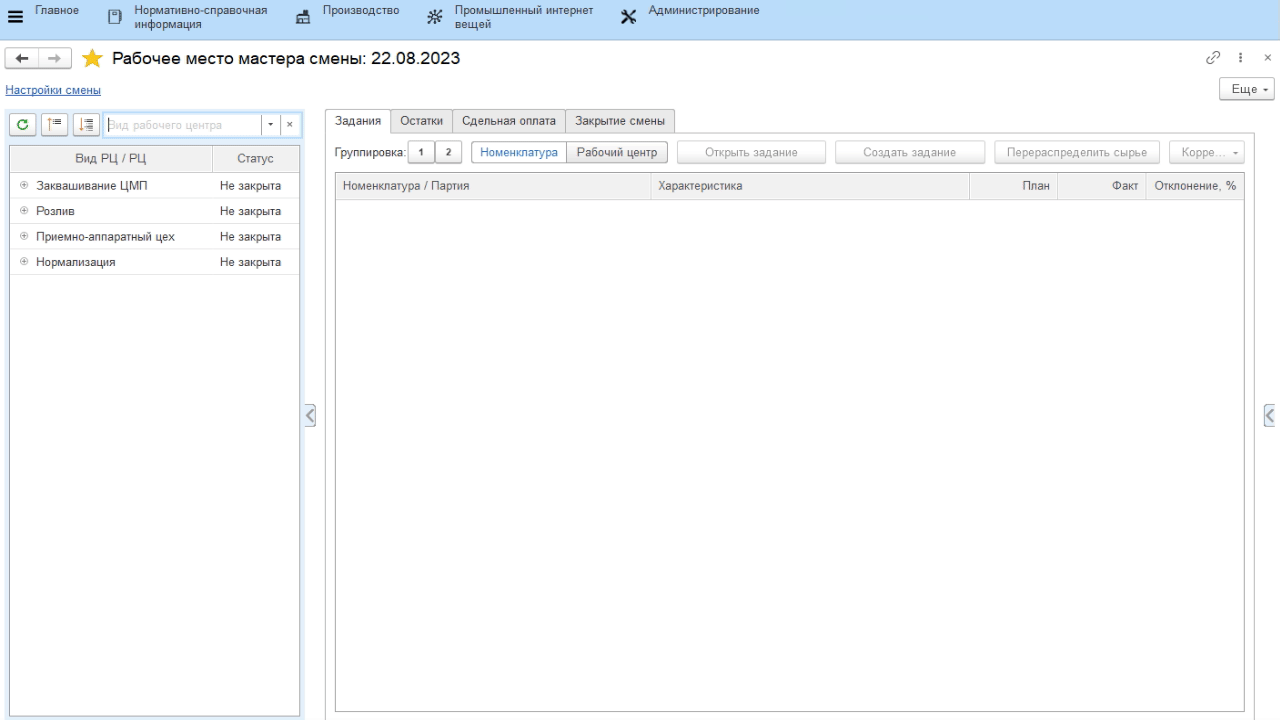 Главное
Нормативно-справочная
информация
Производство
Промышленный интернет
вещей
Администрирование
Рабочее место мастера смены: 22.08.2023
Настройки смены
Еще
Вид рабочего центра
Вид РЦ / РЦ Статус
Заквашивание ЦМП Не закрыта
Розлив Не закрыта
Приемно-аппаратный цех Не закрыта
Нормализация Не закрыта
Задания Остатки Сдельная оплата Закрытие смены
Группировка: 1 2 Номенклатура Рабочий центр Открыть задание Создать задание Перераспределить сырье Корре...
Номенклатура / Партия Характеристика План Факт Отклонение, %